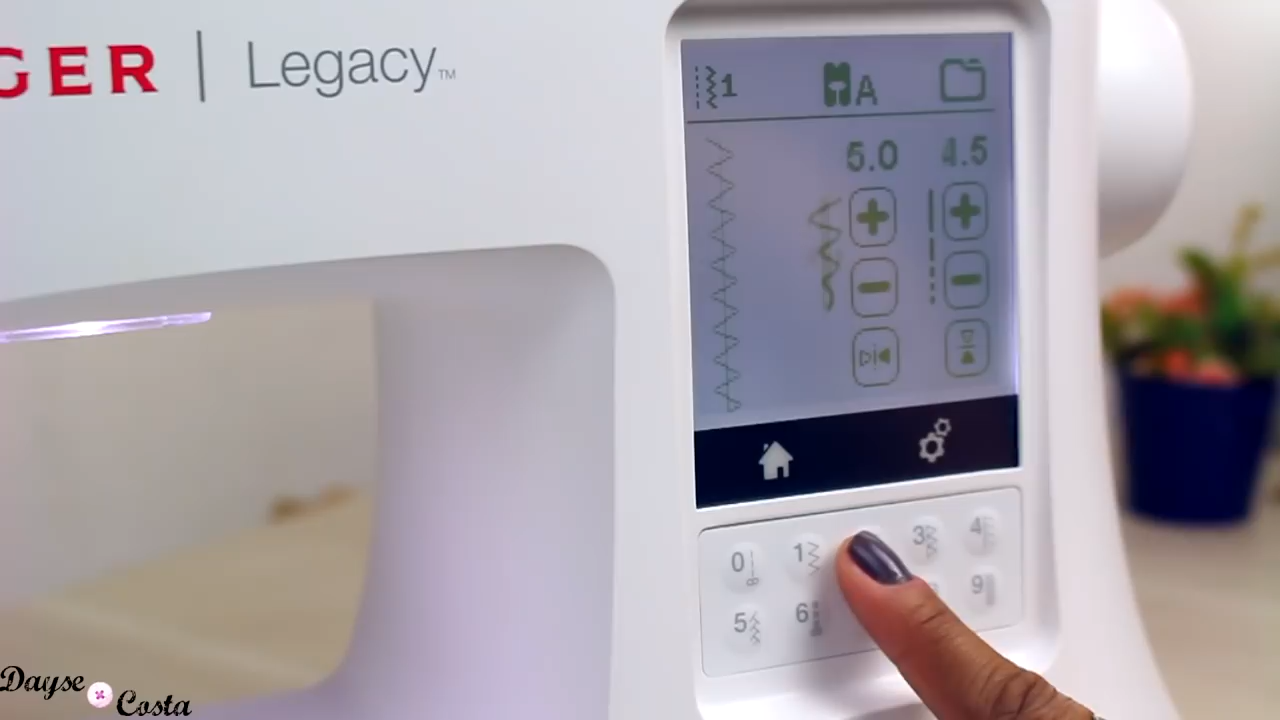 GER | Legacy™
1 A
5.0 4.5
0 1 3 4
5 6 9
Dayse Costa